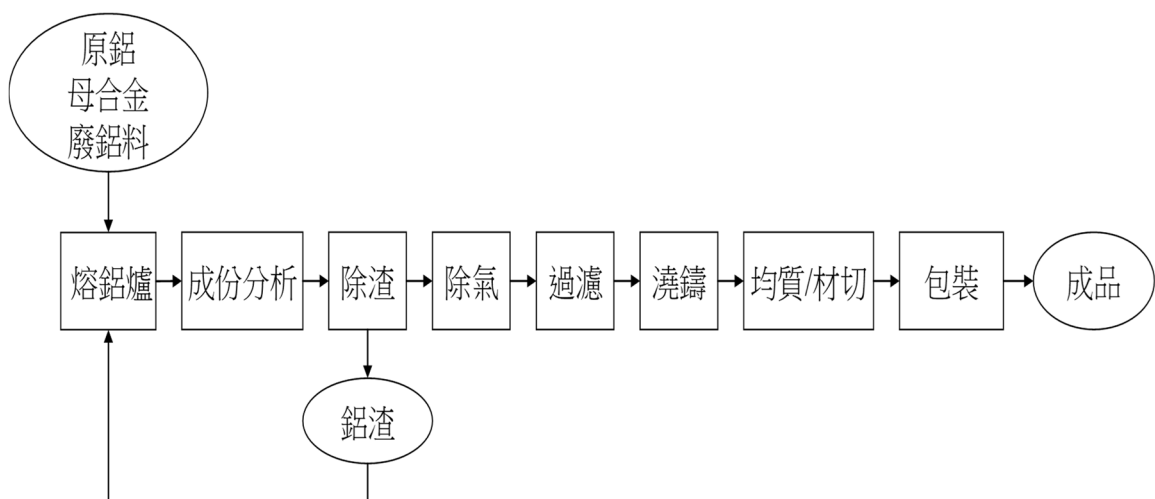 原鋁
母合金
廢鋁料
熔鋁爐
成份分析
除渣
除氣
過濾
澆鑄
均質/材切
包裝
成品
鋁渣